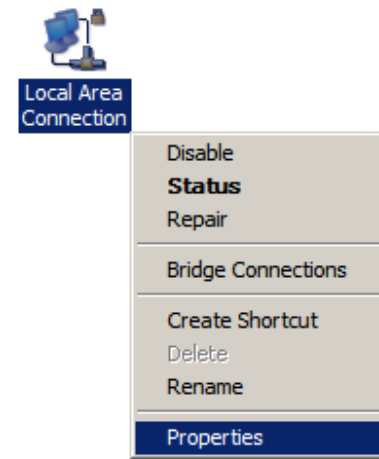 Local Area
Connection
Disable
Status
Repair
Bridge Connections
Create Shortcut
Delete
Rename
Properties